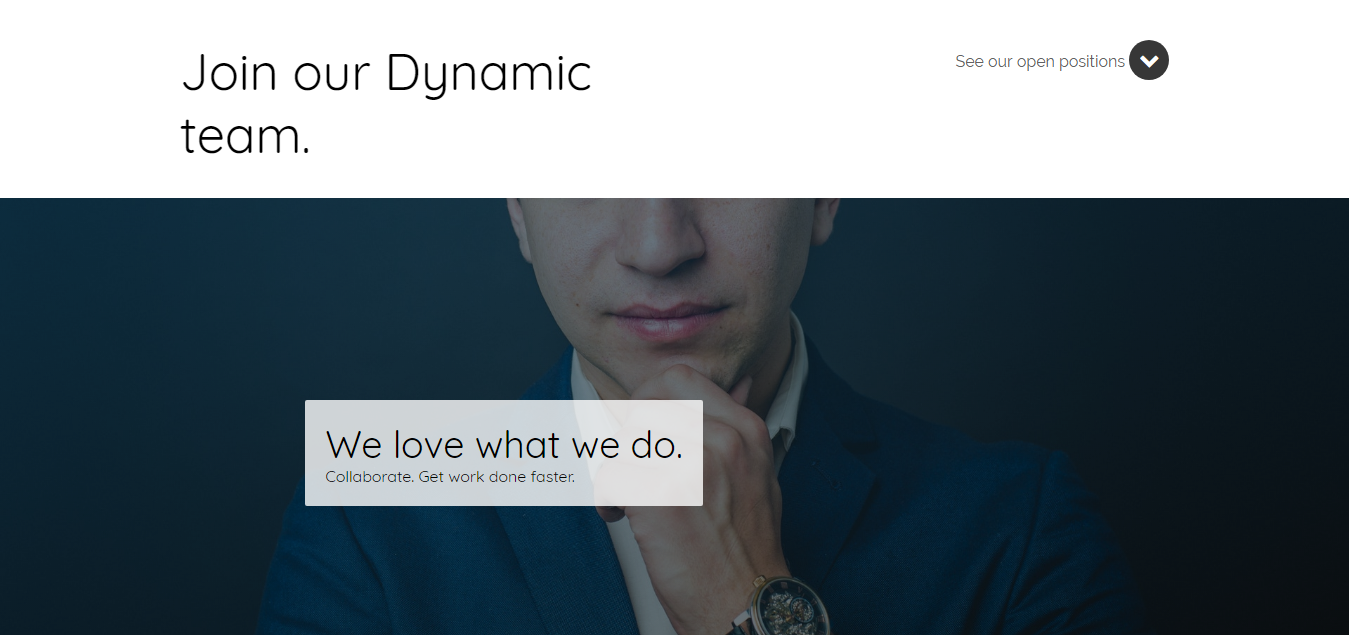 Join our Dynamic
team.
See our open positions
We love what we do.
Collaborate. Get work done faster.